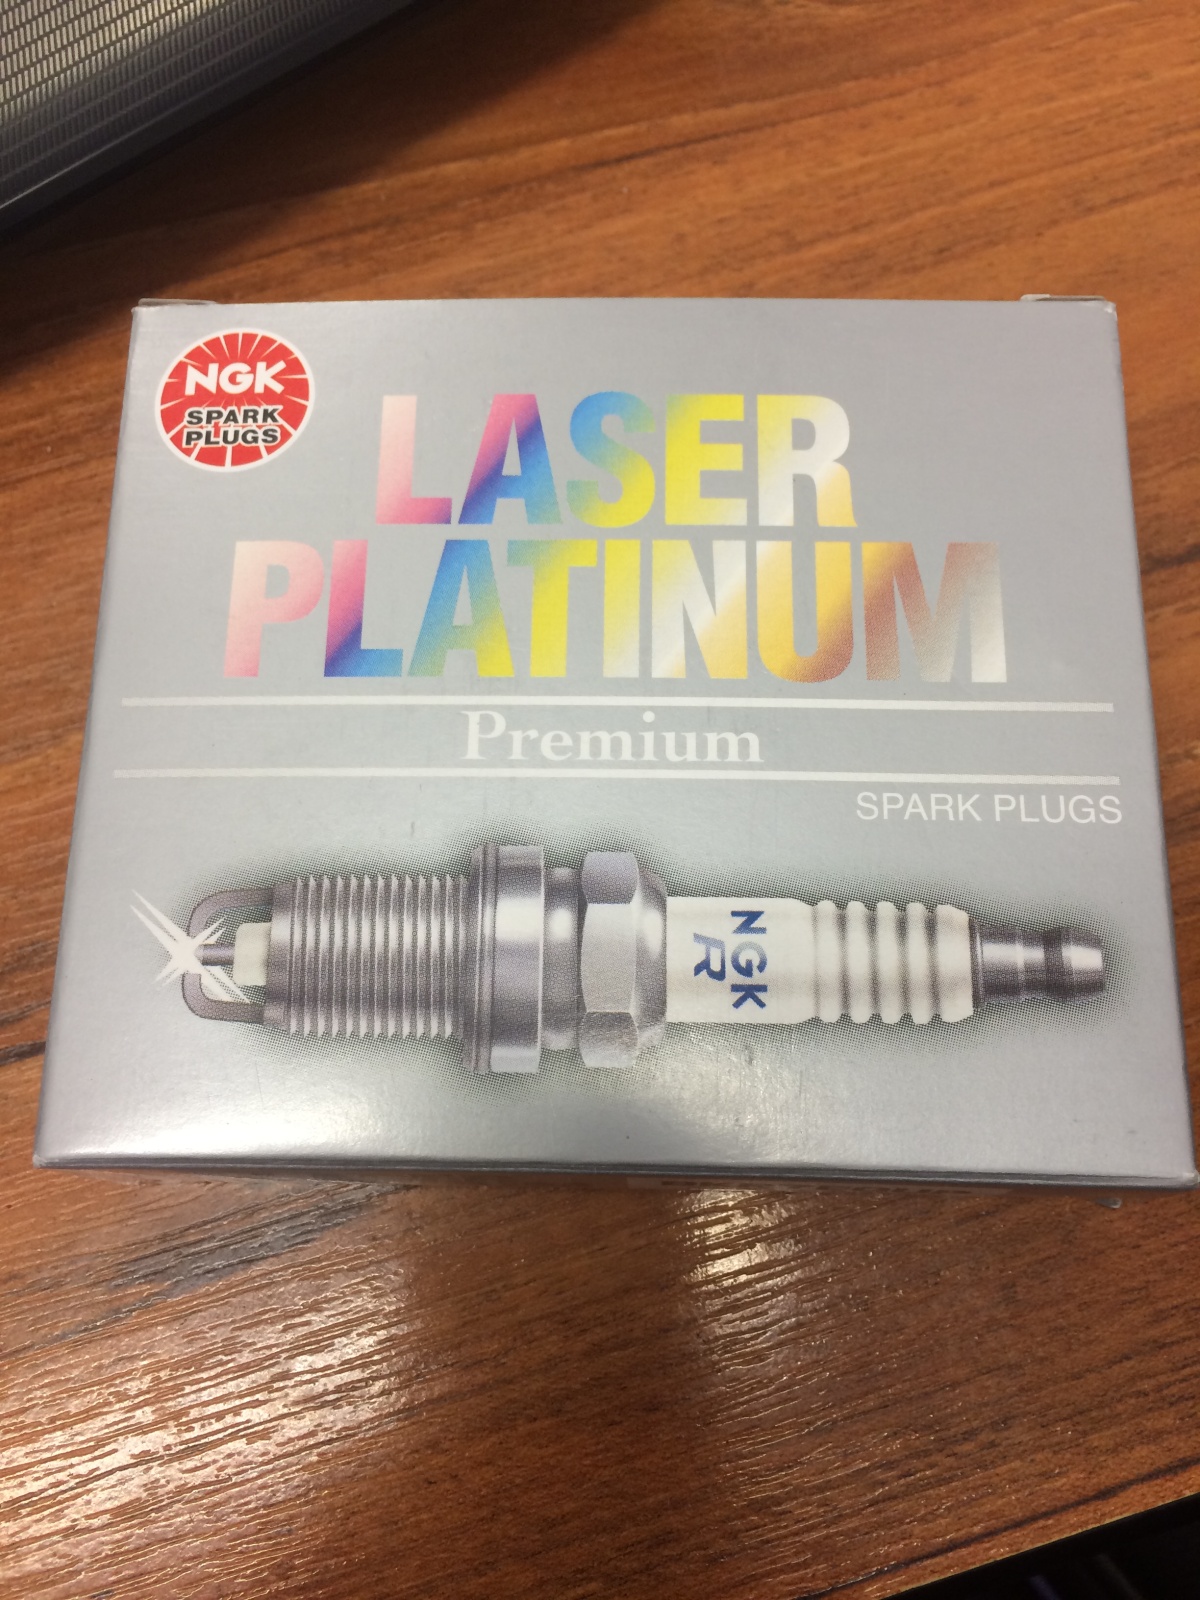 NGK
SPARK
PLUGS
LASER
PLATINUM
Premium
SPARK PLUGS
NGK
R